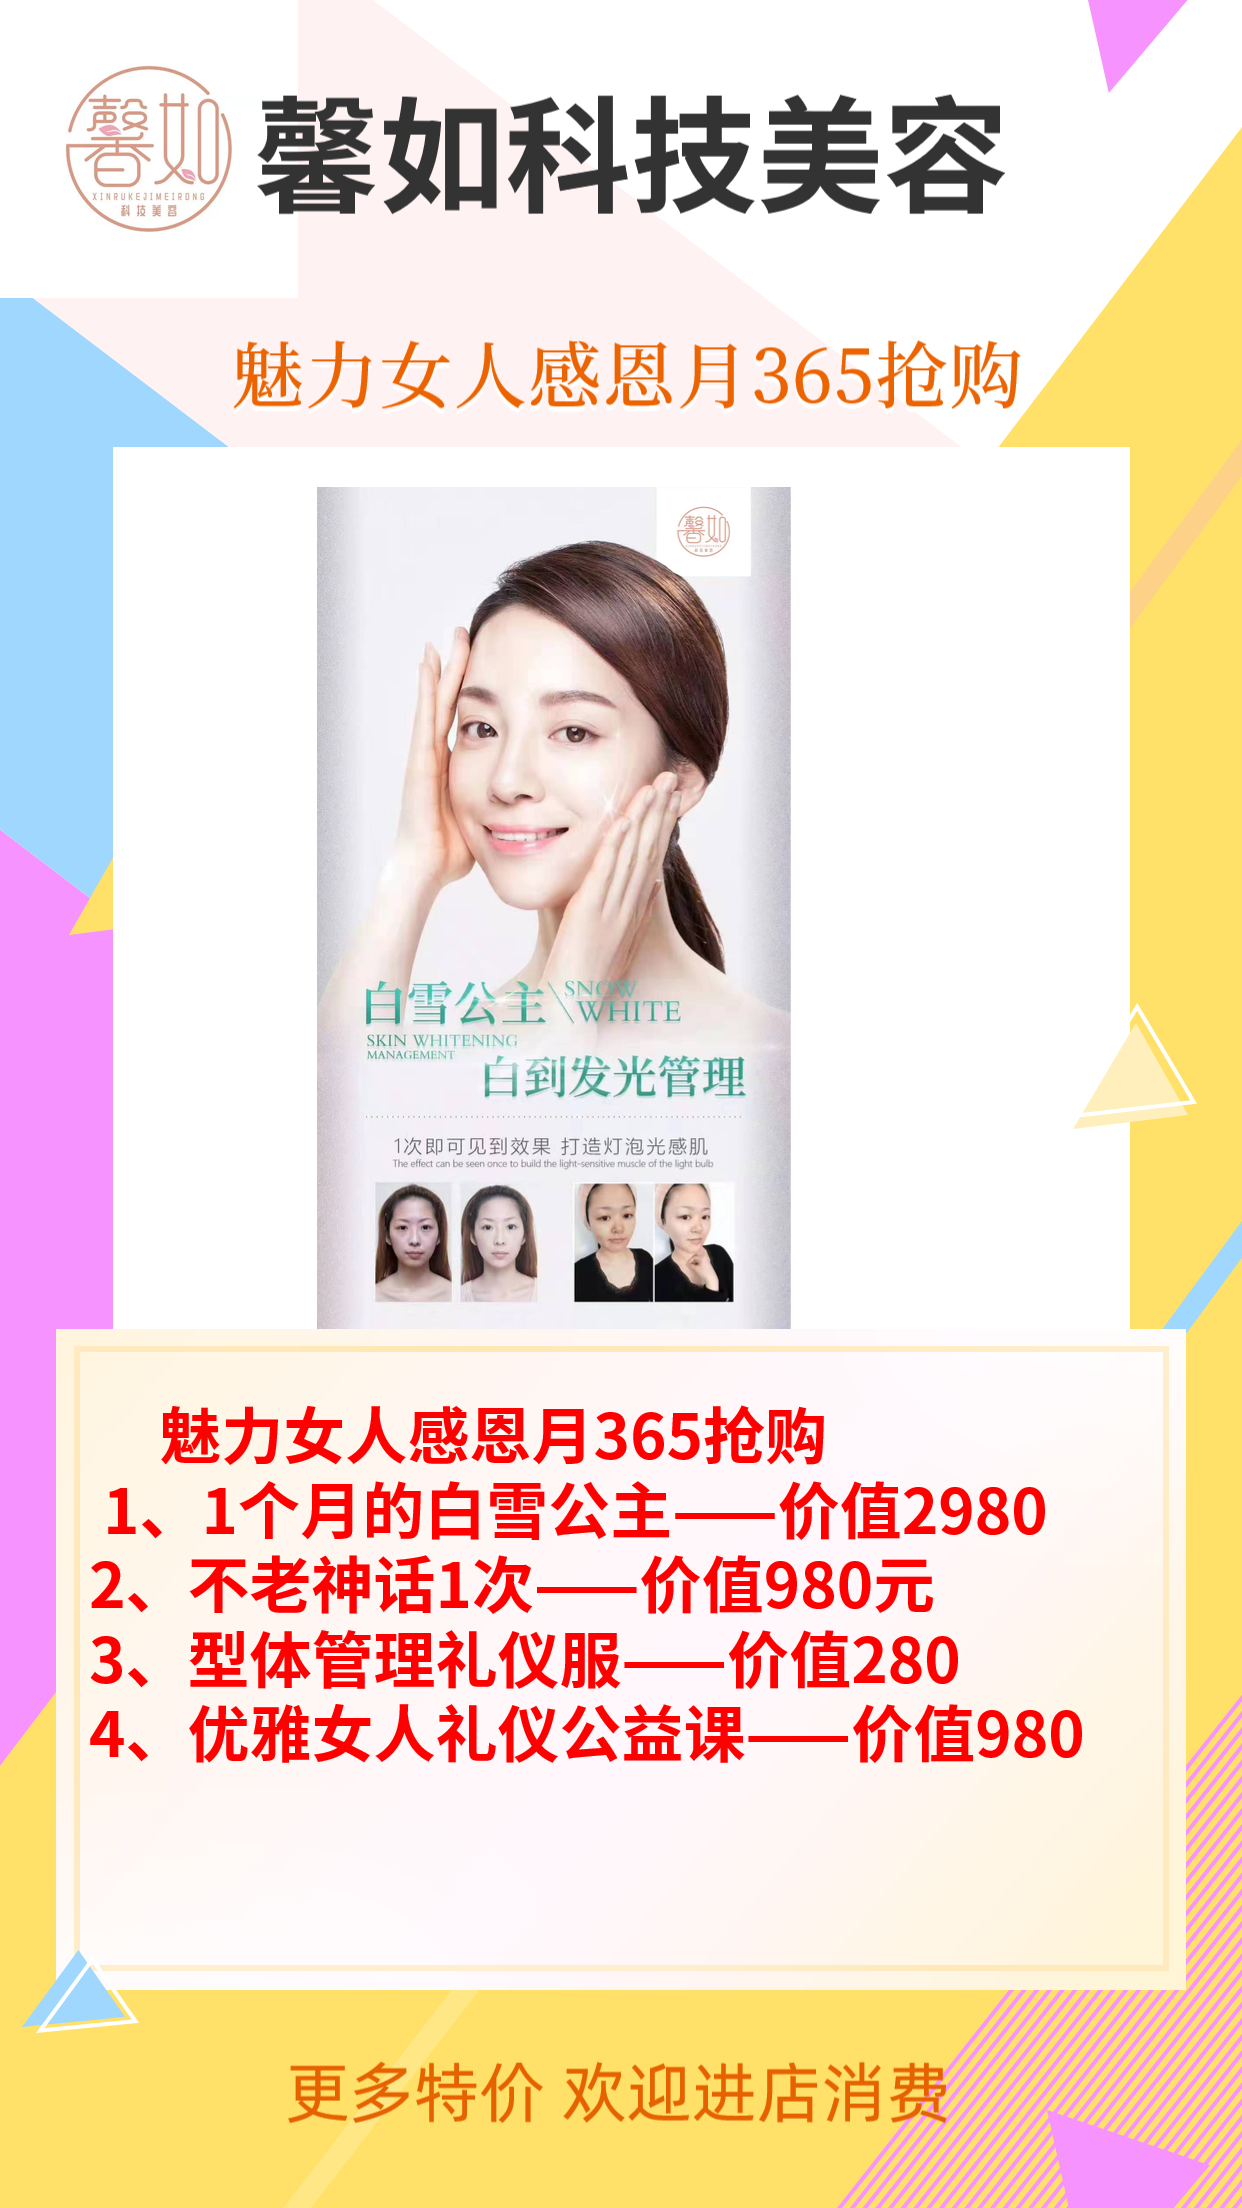 馨如
XINRUKEJIMEIRONG
科技美容
馨如科技美容
魅力女人感恩月365抢购
馨如
白雪公主\SNOW WHITE
SKIN WHITENING
MANAGEMENT
白到发光管理
1次即可见到效果 打造灯泡光感肌
The effect can be seen once to build the light-sensitive muscle of the light bulb
魅力女人感恩月365抢购
1、1个月的白雪公主——价值2980
2、不老神话1次——价值980元
3、型体管理礼仪服——价值280
4、优雅女人礼仪公益课——价值980
更多特价 欢迎进店消费